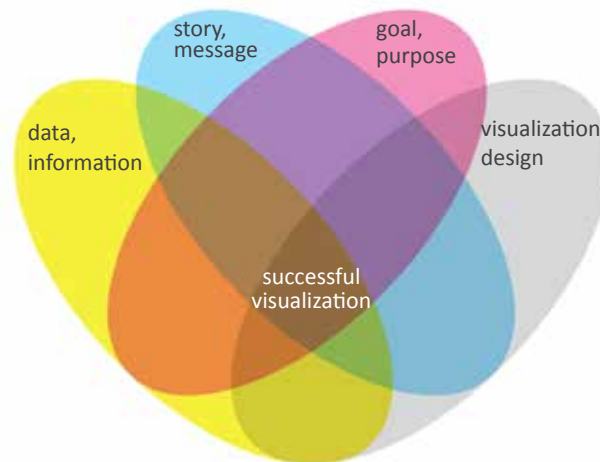 story,
message
goal,
purpose
data,
information
visualization
design
successful
visualization